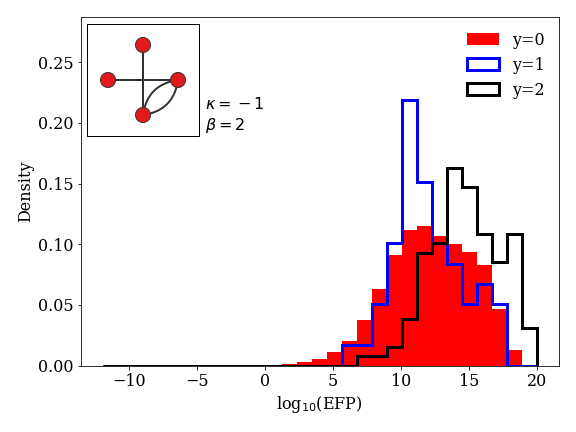 κ = −1
β = 2
y=0
y=1
y=2
Density
0.25
0.20
0.15
0.10
0.05
0.00
−10 −5 0 5 10 15 20
log₁₀(EFP)